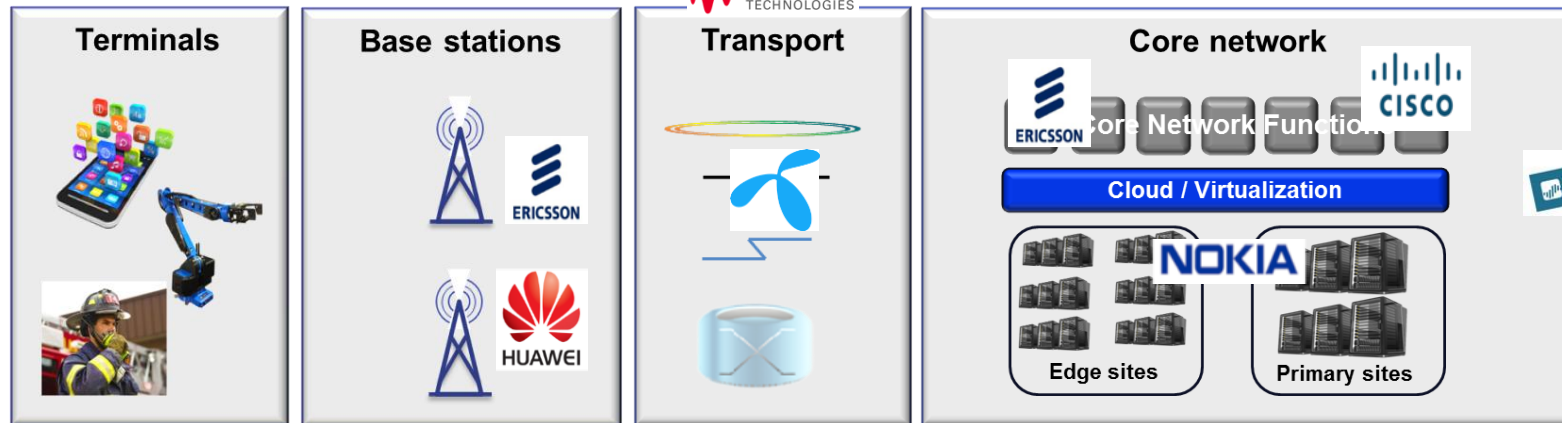 TECHNOLOGIES
Terminals
Base stations
ERICSSON
HUAWEI
Transport
Core network
ERICSSON
CISCO
Core Network Function
Cloud / Virtualization
NOKIA
Edge sites
Primary sites